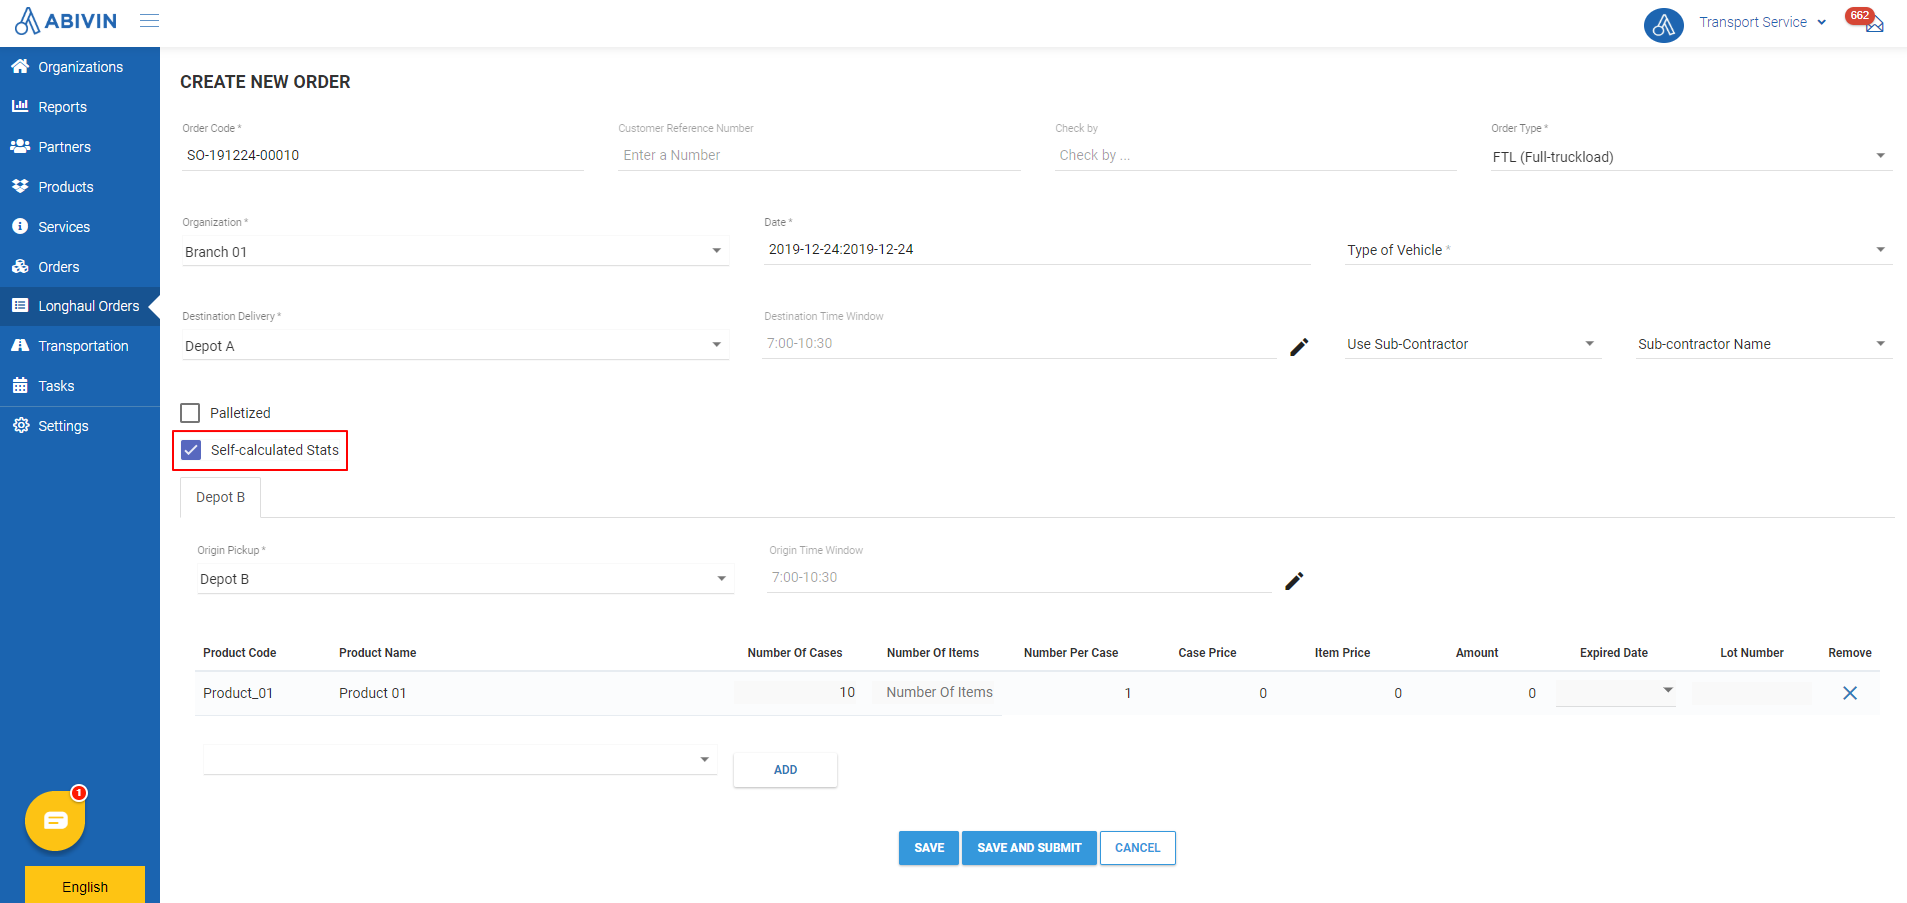 ABIVIN
Transport Service
662
Organizations
Reports
Partners
Products
Services
Orders
Longhaul Orders
Transportation
Tasks
Settings
1
English
CREATE NEW ORDER
Order Code * Customer Reference Number Check by Order Type *
SO-191224-00010 Enter a Number Check by ... FTL (Full-truckload)
Organization * Date *
Branch 01 2019-12-24:2019-12-24 Type of Vehicle *
Destination Delivery * Destination Time Window
Depot A 7:00-10:30 Use Sub-Contractor Sub-contractor Name
Palletized
Self-calculated Stats
Depot B
Origin Pickup * Origin Time Window
Depot B 7:00-10:30
Product Code Product Name Number Of Cases Number Of Items Number Per Case Case Price Item Price Amount Expired Date Lot Number Remove
Product_01 Product 01 10 Number Of Items 1 0 0 0
ADD
SAVE SAVE AND SUBMIT CANCEL